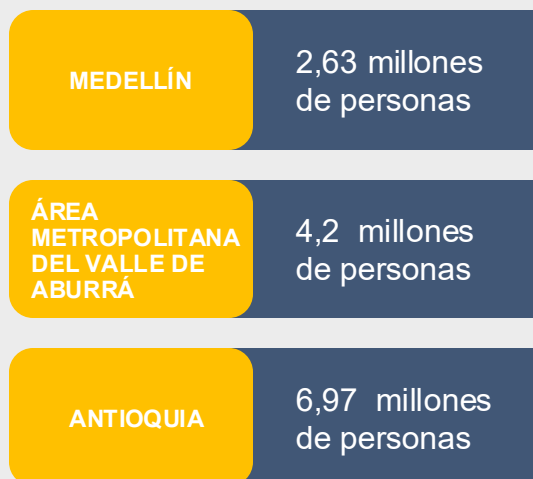 MEDELLÍN
2,63 millones
de personas
ÁREA
METROPOLITANA
DEL VALLE DE
ABURRÁ
4,2 millones
de personas
ANTIOQUIA
6,97 millones
de personas